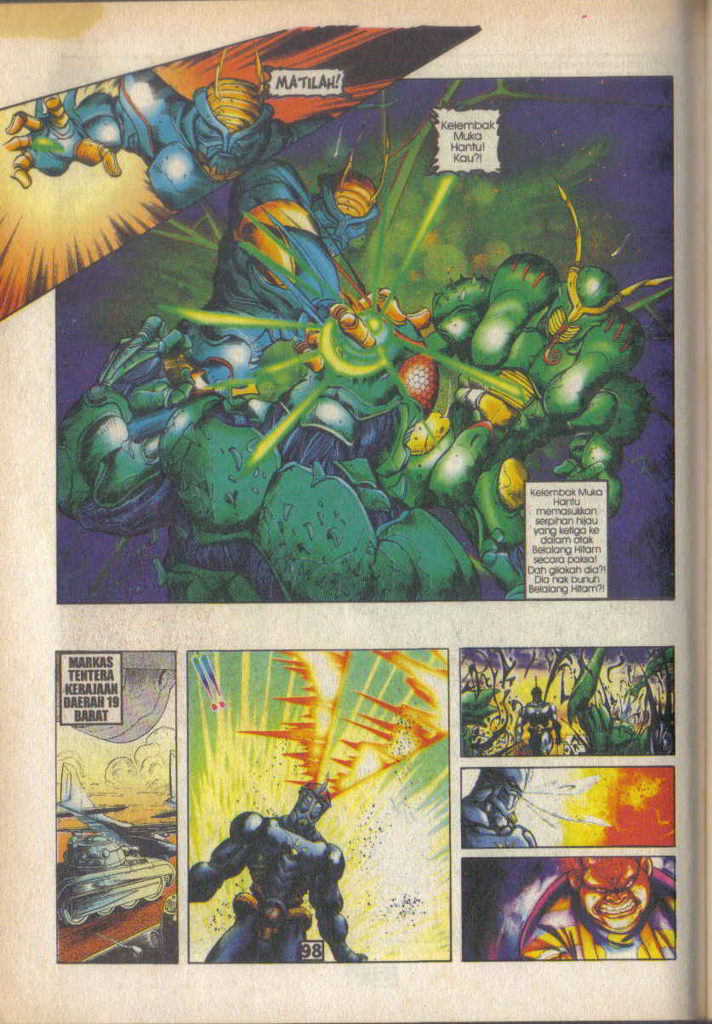 MATILAH!
Kelembak
Muka
Hantu!
Kau?!
Kelembak Muka
Hantu
memasukkan
serpihan hijau
yang ketiga ke
dalam otak
Belalang Hitam
secara paksa!
Dah gilakah dia?!
Dia nak bunuh
Belalang Hitam?!
MARKAS
TENTERA
KERAJAAN
DAERAH 19
BARAT
98